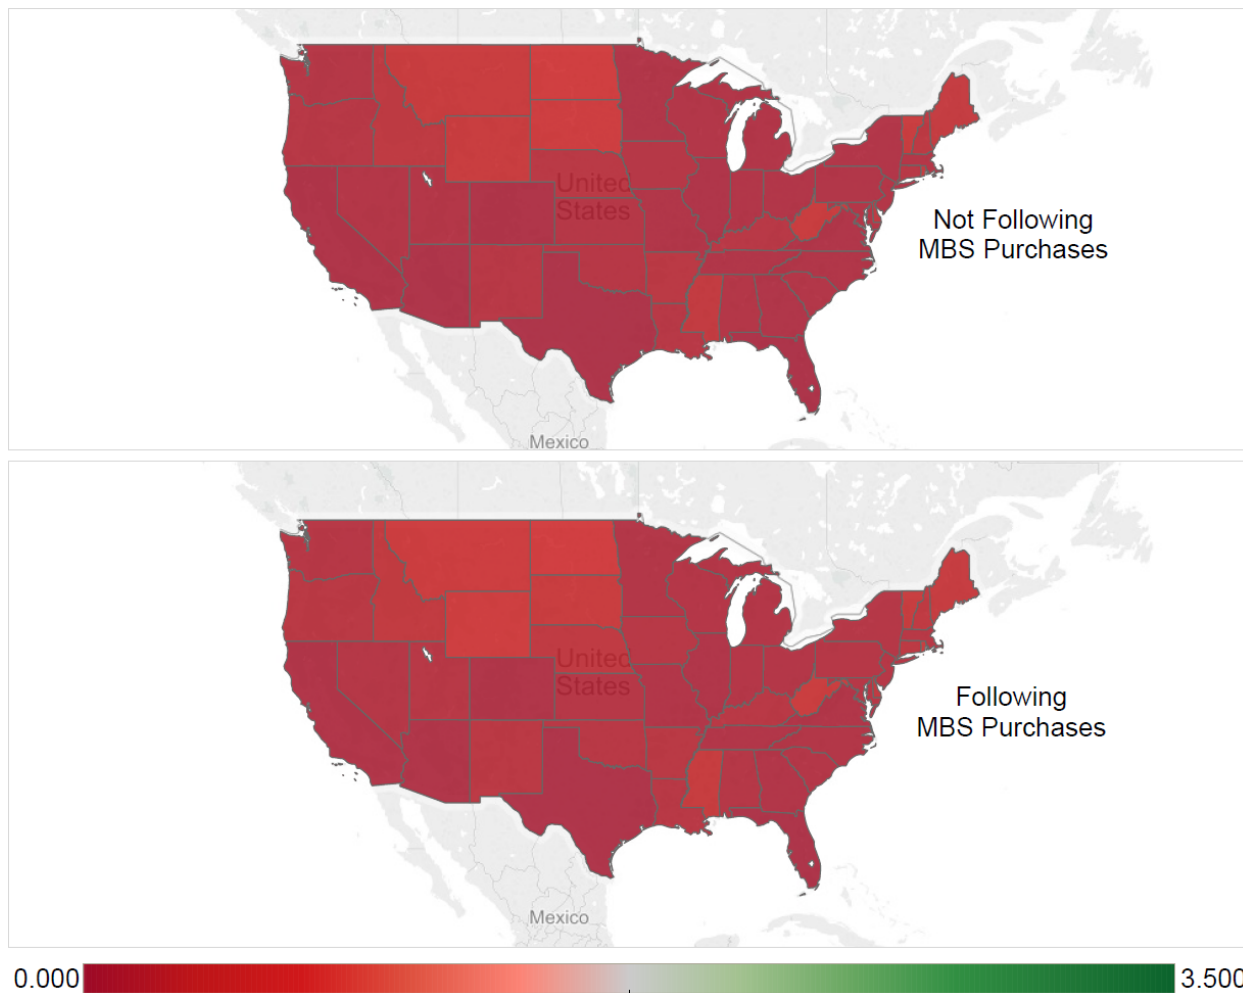 United
States
Not Following
MBS Purchases
Mexico
United
States
Following
MBS Purchases
Mexico
0.000
3.500